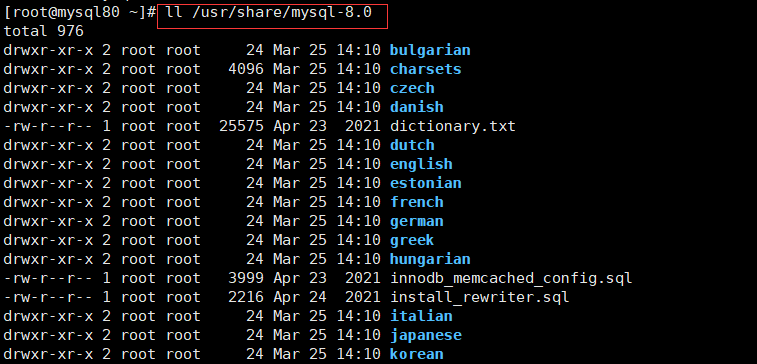 [root@mysql80 ~]# ll /usr/share/mysql-8.0
total 976
drwxr-xr-x 2 root root    24 Mar 25 14:10 bulgarian
drwxr-xr-x 2 root root  4096 Mar 25 14:10 charsets
drwxr-xr-x 2 root root    24 Mar 25 14:10 czech
drwxr-xr-x 2 root root    24 Mar 25 14:10 danish
-rw-r--r-- 1 root root 25575 Apr 23  2021 dictionary.txt
drwxr-xr-x 2 root root    24 Mar 25 14:10 dutch
drwxr-xr-x 2 root root    24 Mar 25 14:10 english
drwxr-xr-x 2 root root    24 Mar 25 14:10 estonian
drwxr-xr-x 2 root root    24 Mar 25 14:10 french
drwxr-xr-x 2 root root    24 Mar 25 14:10 german
drwxr-xr-x 2 root root    24 Mar 25 14:10 greek
drwxr-xr-x 2 root root    24 Mar 25 14:10 hungarian
-rw-r--r-- 1 root root  3999 Apr 23  2021 innodb_memcached_config.sql
-rw-r--r-- 1 root root  2216 Apr 24  2021 install_rewriter.sql
drwxr-xr-x 2 root root    24 Mar 25 14:10 italian
drwxr-xr-x 2 root root    24 Mar 25 14:10 japanese
drwxr-xr-x 2 root root    24 Mar 25 14:10 korean